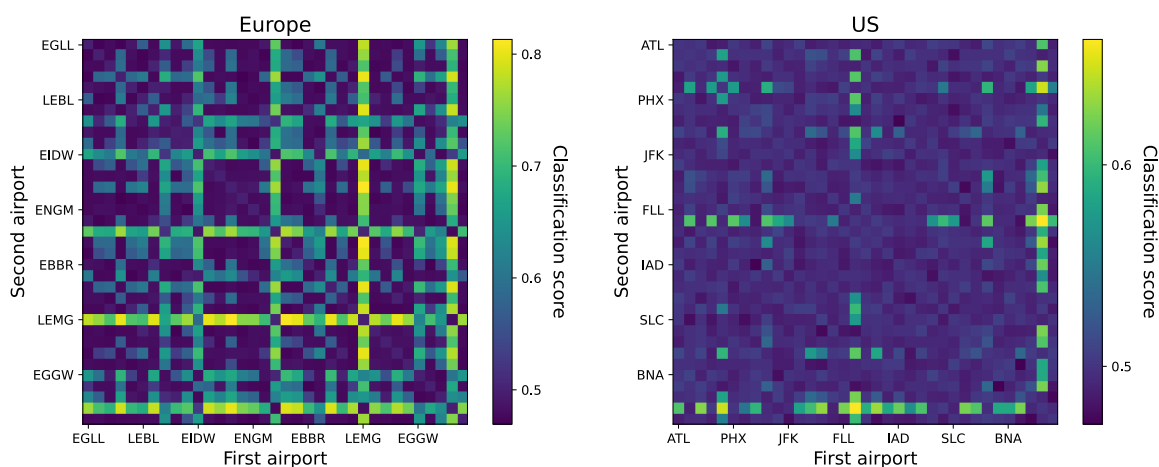 Europe
EGLL
LEBL
EIDW
ENGM
EBBR
LEMG
EGGW
Second airport
EGLL LEBL EIDW ENGM EBBR LEMG EGGW
First airport
0.8
0.7
0.6
0.5
Classification score
US
ATL
PHX
JFK
FLL
IAD
SLC
BNA
Second airport
ATL PHX JFK FLL IAD SLC BNA
First airport
0.6
0.5
Classification score